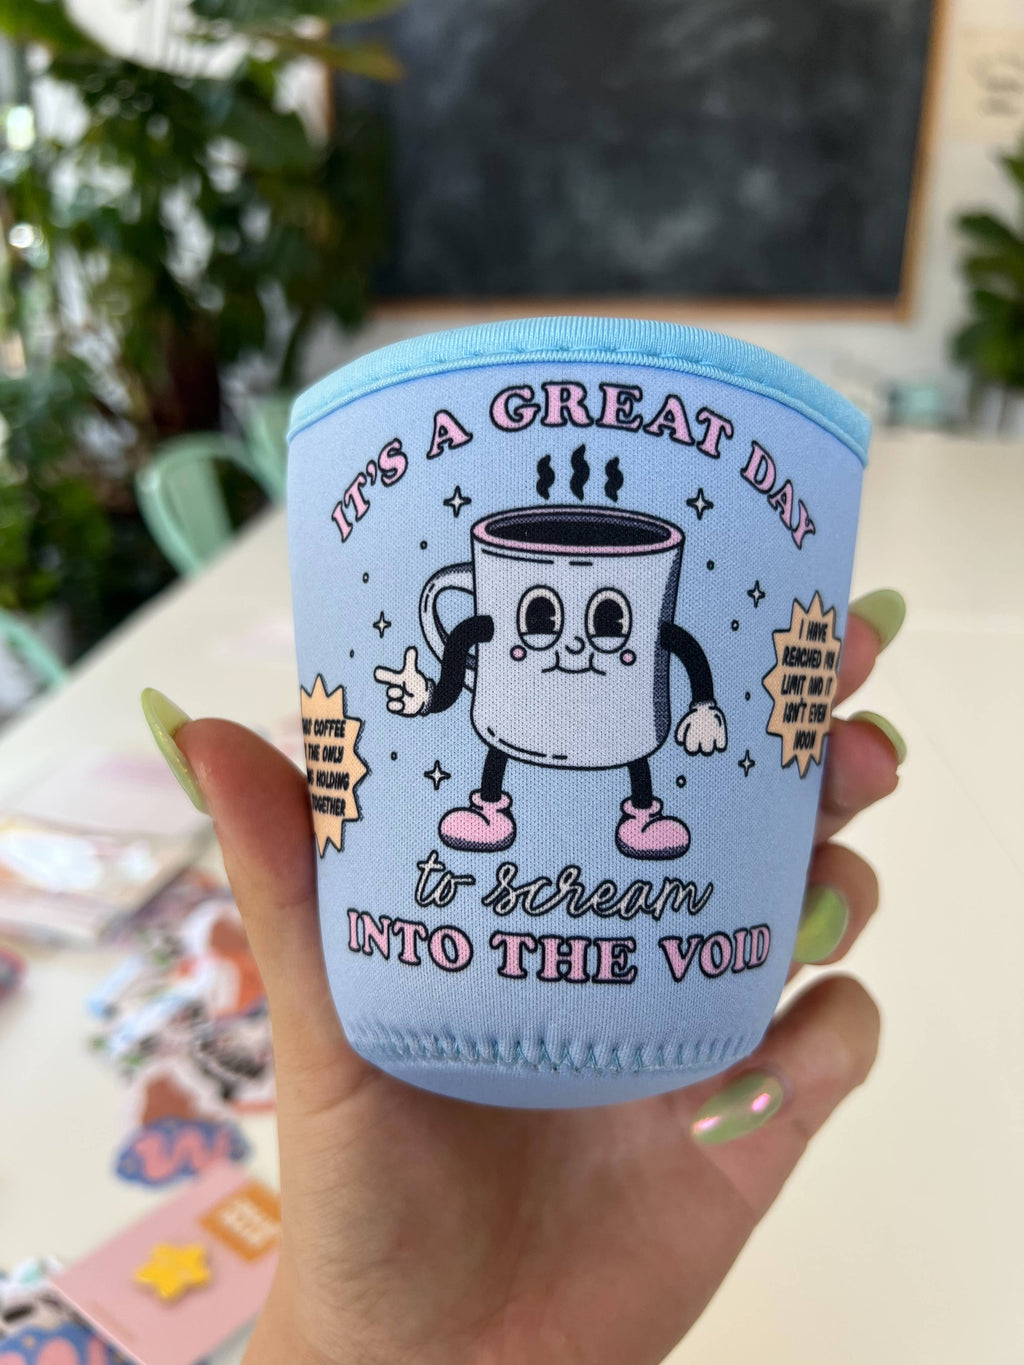 IT'S A GREAT DAY
to scream
INTO THE VOID
COFFEE
THE ONLY
HOLDING
TOGETHER
I HAVE
REACHED MY
LIMIT AND IT
ISN'T EVEN
NOON